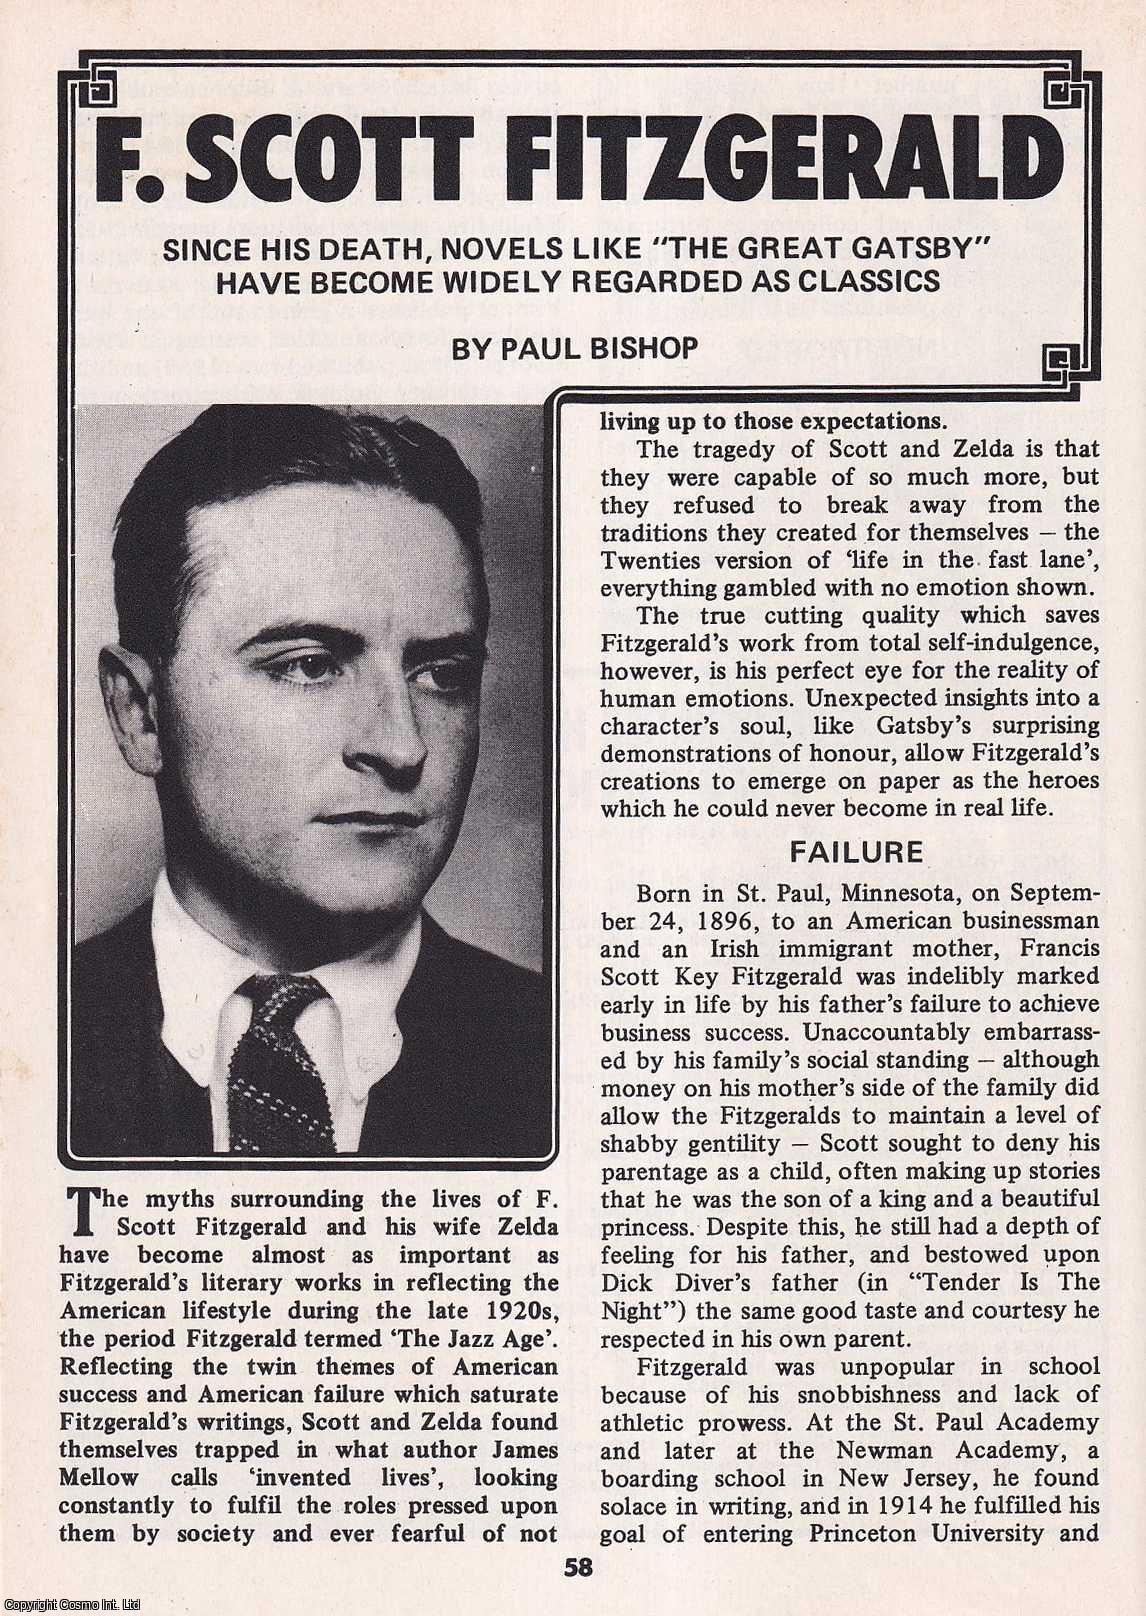 F. SCOTT FITZGERALD
SINCE HIS DEATH, NOVELS LIKE “THE GREAT GATSBY”
HAVE BECOME WIDELY REGARDED AS CLASSICS
BY PAUL BISHOP
The myths surrounding the lives of F.
Scott Fitzgerald and his wife Zelda
have become almost as important as
Fitzgerald’s literary works in reflecting the
American lifestyle during the late 1920s,
the period Fitzgerald termed ‘The Jazz Age’.
Reflecting the twin themes of American
success and American failure which saturate
Fitzgerald’s writings, Scott and Zelda found
themselves trapped in what author James
Mellow calls ‘invented lives’, looking
constantly to fulfil the roles pressed upon
them by society and ever fearful of not
living up to those expectations.
The tragedy of Scott and Zelda is that
they were capable of so much more, but
they refused to break away from the
traditions they created for themselves – the
Twenties version of ‘life in the fast lane’,
everything gambled with no emotion shown.
The true cutting quality which saves
Fitzgerald’s work from total self-indulgence,
however, is his perfect eye for the reality of
human emotions. Unexpected insights into a
character’s soul, like Gatsby’s surprising
demonstrations of honour, allow Fitzgerald’s
creations to emerge on paper as the heroes
which he could never become in real life.
FAILURE
Born in St. Paul, Minnesota, on Septem-
ber 24, 1896, to an American businessman
and an Irish immigrant mother, Francis
Scott Key Fitzgerald was indelibly marked
early in life by his father’s failure to achieve
business success. Unaccountably embarrass-
ed by his family’s social standing – although
money on his mother’s side of the family did
allow the Fitzgeralds to maintain a level of
shabby gentility – Scott sought to deny his
parentage as a child, often making up stories
that he was the son of a king and a beautiful
princess. Despite this, he still had a depth of
feeling for his father, and bestowed upon
Dick Diver’s father (in “Tender Is The
Night”) the same good taste and courtesy he
respected in his own parent.
Fitzgerald was unpopular in school
because of his snobbishness and lack of
athletic prowess. At the St. Paul Academy
and later at the Newman Academy, a
boarding school in New Jersey, he found
solace in writing, and in 1914 he fulfilled his
goal of entering Princeton University and
58
Copyright Cosmo Int. Ltd